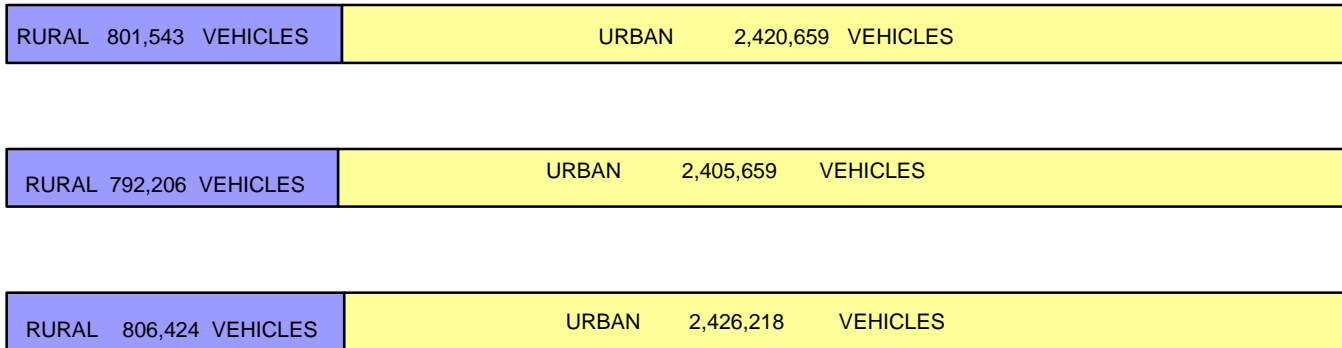 RURAL 801,543 VEHICLES URBAN 2,420,659 VEHICLES
RURAL 792,206 VEHICLES URBAN 2,405,659 VEHICLES
RURAL 806,424 VEHICLES URBAN 2,426,218 VEHICLES